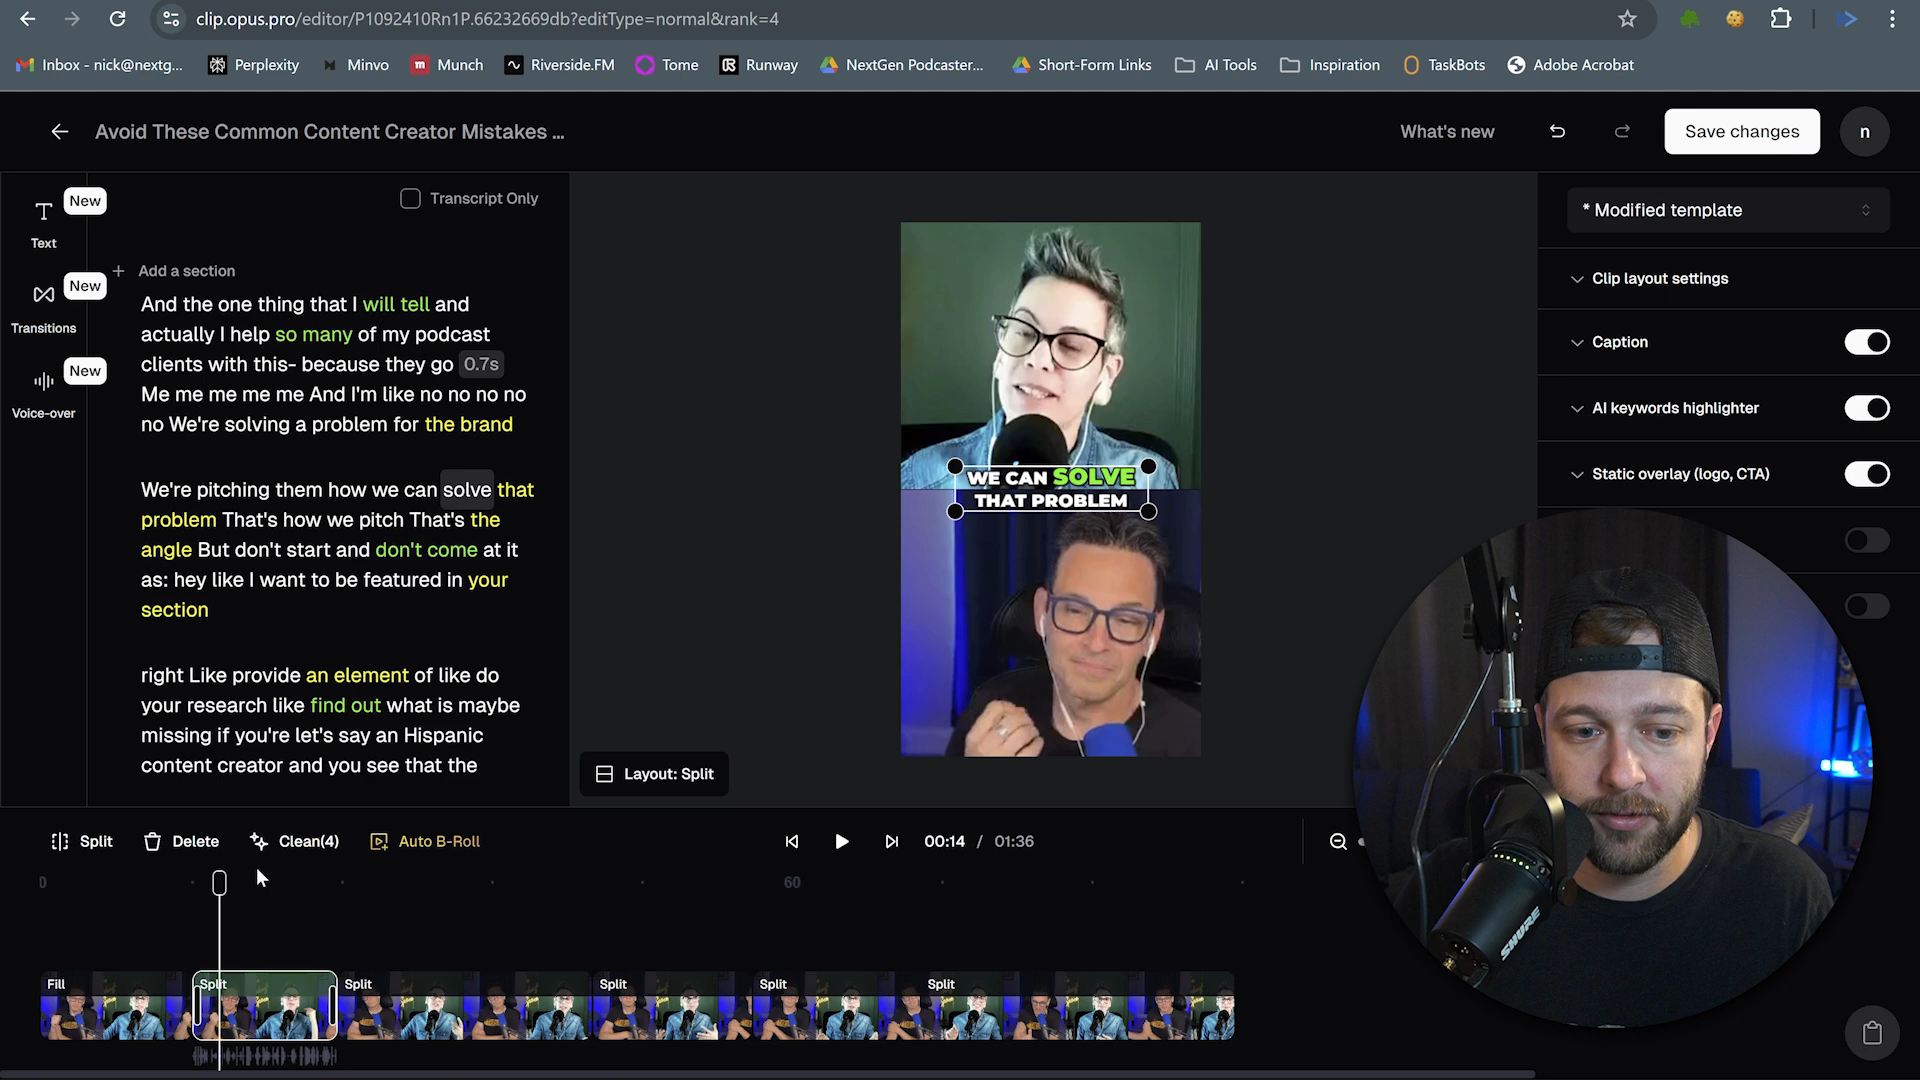 clip.opus.pro/editor/P1092410Rn1P.66232669db?editType=normal&rank=4
Inbox - nick@nextg...
Perplexity
Minvo
Munch
Riverside.FM
Tome
Runway
NextGen Podcaster...
Short-Form Links
AI Tools
Inspiration
TaskBots
Adobe Acrobat
Avoid These Common Content Creator Mistakes ...
What's new
Save changes
n
New
Text
New
Transitions
New
Voice-over
Transcript Only
Add a section
And the one thing that I will tell and
actually I help so many of my podcast
clients with this- because they go 0.7s
Me me me me me And I'm like no no no no
no We're solving a problem for the brand
We're pitching them how we can solve that
problem That's how we pitch That's the
angle But don't start and don't come at it
as: hey like I want to be featured in your
section
right Like provide an element of like do
your research like find out what is maybe
missing if you're let's say an Hispanic
content creator and you see that the
WE CAN SOLVE
THAT PROBLEM
Layout: Split
* Modified template
Clip layout settings
Caption
AI keywords highlighter
Static overlay (logo, CTA)
SHURE
Split
Delete
Clean(4)
Auto B-Roll
00:14 / 01:36
0
60
Fill
Split
Split
Split
Split
Split